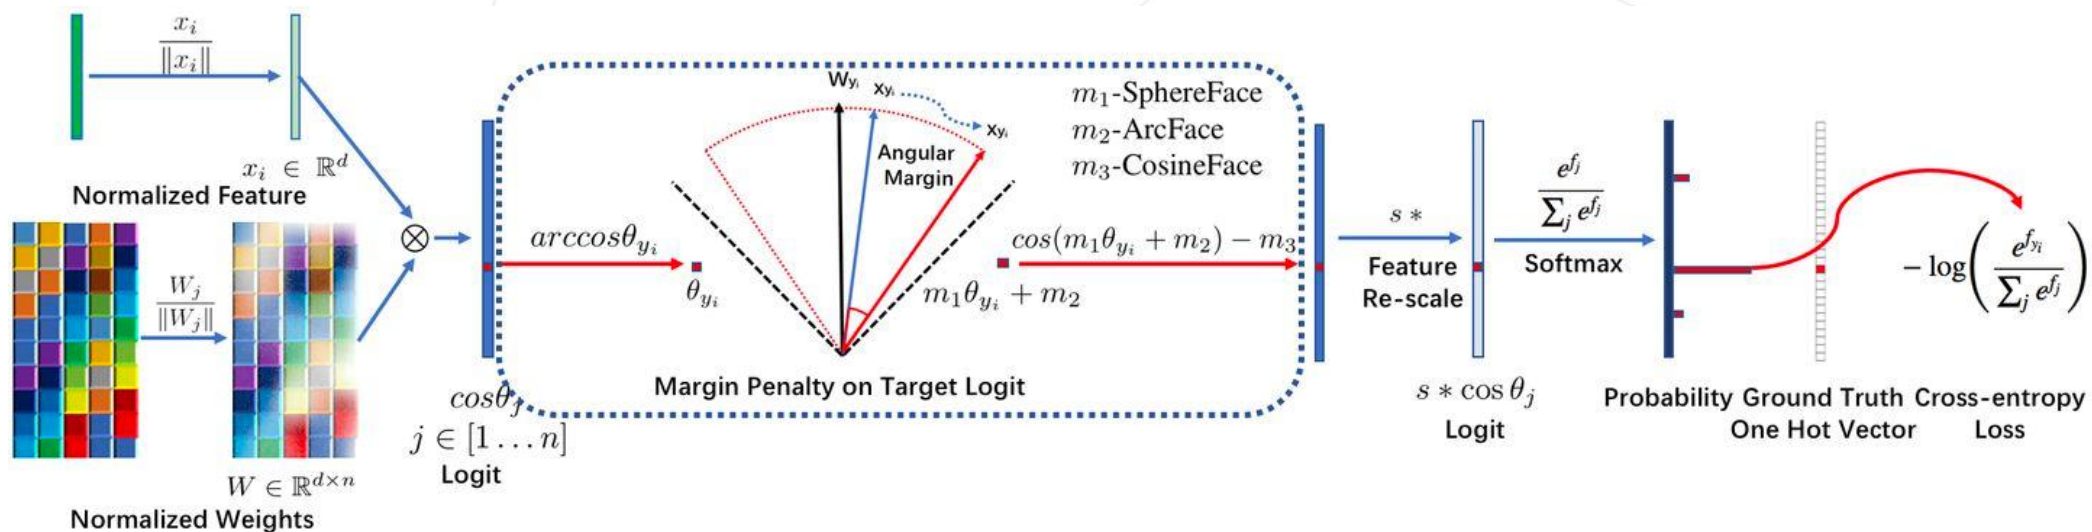 x_i / ‖x_i‖
x_i ∈ ℝ^d
Normalized Feature
W_j / ‖W_j‖
W ∈ ℝ^{d×n}
Normalized Weights
⊗
cosθ_j
j ∈ [1 … n]
Logit
arccosθ_{y_i}
θ_{y_i}
W_{y_i}
x_{y_i}
x_{y_i}
Angular
Margin
m_1-SphereFace
m_2-ArcFace
m_3-CosineFace
m_1θ_{y_i} + m_2
cos(m_1θ_{y_i} + m_2) − m_3
Margin Penalty on Target Logit
s ∗
Feature
Re-scale
s ∗ cos θ_j
Logit
e^{f_j} / ∑_j e^{f_j}
Softmax
Probability
Ground Truth
One Hot Vector
− log( e^{f_{y_i}} / ∑_j e^{f_j} )
Cross-entropy
Loss